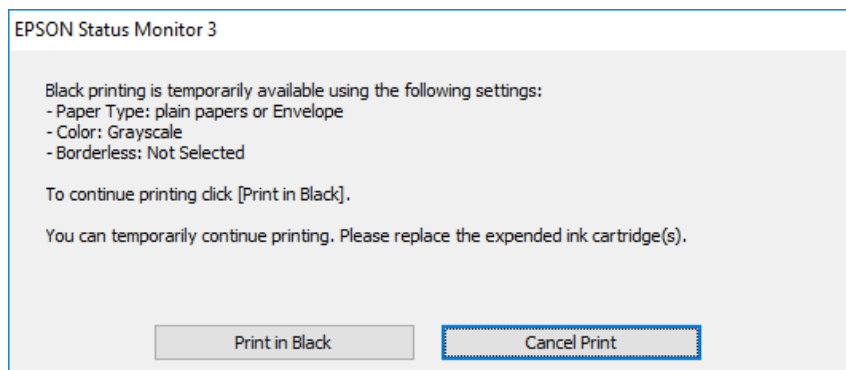 EPSON Status Monitor 3
Black printing is temporarily available using the following settings:
- Paper Type: plain papers or Envelope
- Color: Grayscale
- Borderless: Not Selected
To continue printing click [Print in Black].
You can temporarily continue printing. Please replace the expended ink cartridge(s).
Print in Black
Cancel Print